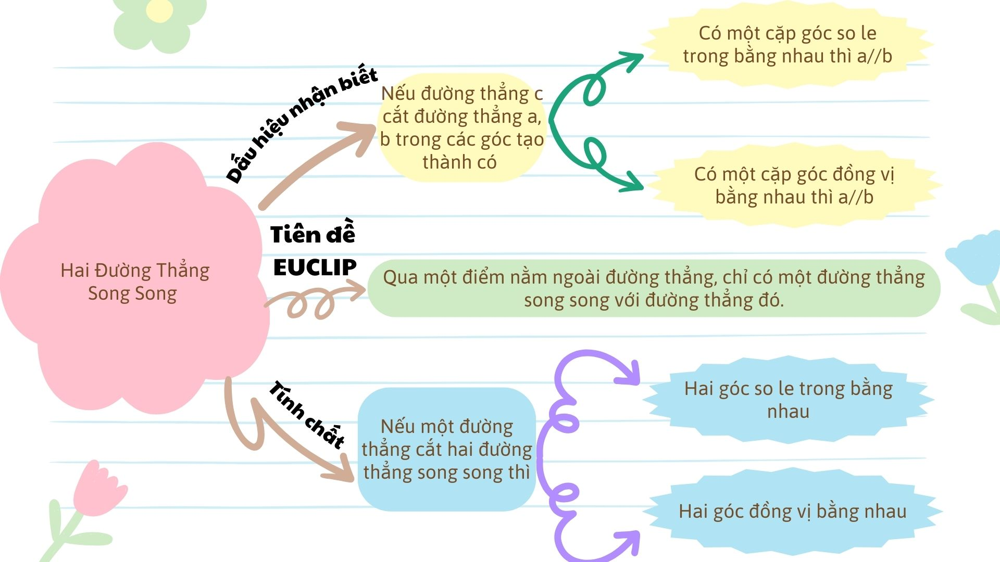 Hai Đường Thẳng
Song Song
Dấu hiệu nhận biết
Nếu đường thẳng c
cắt đường thẳng a,
b trong các góc tạo
thành có
Có một cặp góc so le
trong bằng nhau thì a//b
Có một cặp góc đồng vị
bằng nhau thì a//b
Tiên đề
EUCLIP
Qua một điểm nằm ngoài đường thẳng, chỉ có một đường thẳng
song song với đường thẳng đó.
Tính chất
Nếu một đường
thẳng cắt hai đường
thẳng song song thì
Hai góc so le trong bằng
nhau
Hai góc đồng vị bằng nhau